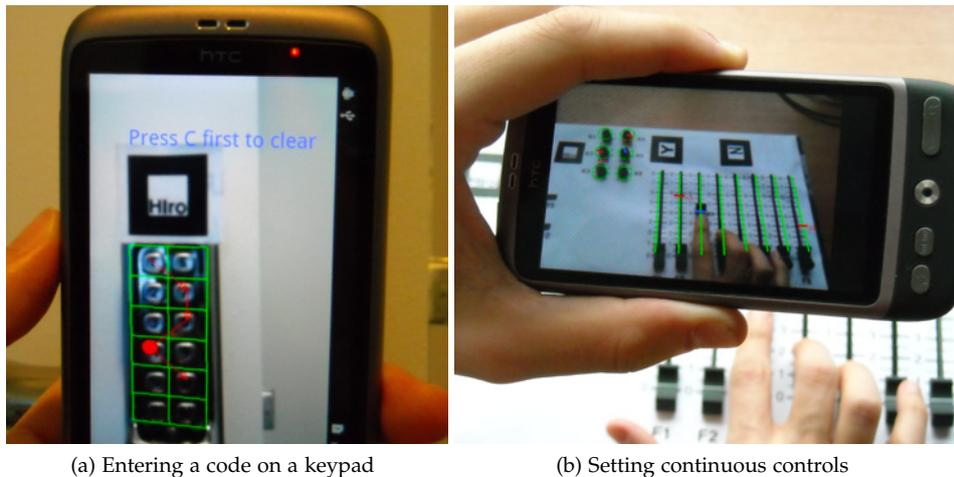 hTC
Press C first to clear
HIro
hTC
Y
N
F1 F2
(a) Entering a code on a keypad
(b) Setting continuous controls